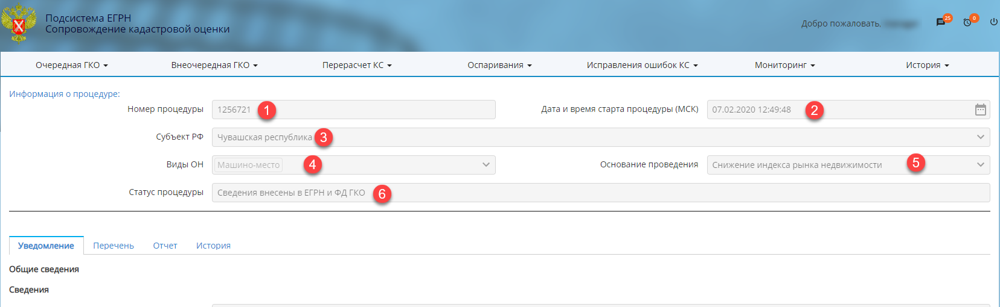 Подсистема ЕГРН
Сопровождение кадастровой оценки
Добро пожаловать,
25
0
Очередная ГКО
Внеочередная ГКО
Перерасчет КС
Оспаривания
Исправления ошибок КС
Мониторинг
История
Информация о процедуре:
Номер процедуры 1256721 1
Дата и время старта процедуры (МСК) 07.02.2020 12:49:48 2
Субъект РФ Чувашская республика 3
Виды ОН Машино-место 4
Основание проведения Снижение индекса рынка недвижимости 5
Статус процедуры Сведения внесены в ЕГРН и ФД ГКО 6
Уведомление
Перечень
Отчет
История
Общие сведения
Сведения